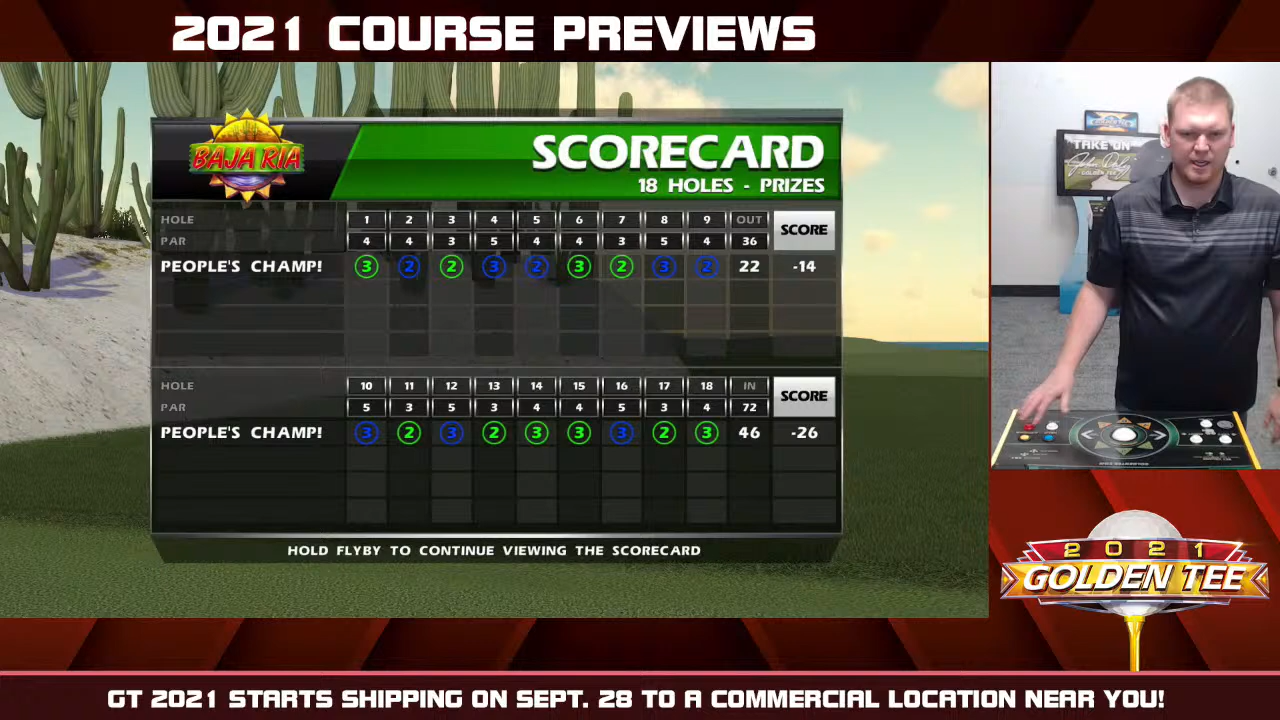 2021 COURSE PREVIEWS
BAJA RIA
SCORECARD
18 HOLES - PRIZES
HOLE 1 2 3 4 5 6 7 8 9 OUT SCORE
PAR 4 4 3 5 4 4 3 5 4 36
PEOPLE'S CHAMP! 3 2 2 3 2 3 2 3 2 22 -14
HOLE 10 11 12 13 14 15 16 17 18 IN SCORE
PAR 5 3 5 3 4 4 5 3 4 72
PEOPLE'S CHAMP! 3 2 3 2 3 3 3 2 3 46 -26
HOLD FLYBY TO CONTINUE VIEWING THE SCORECARD
TAKE ON
John Daly
GOLDEN TEE
2021
GOLDEN TEE
GT 2021 STARTS SHIPPING ON SEPT. 28 TO A COMMERCIAL LOCATION NEAR YOU!